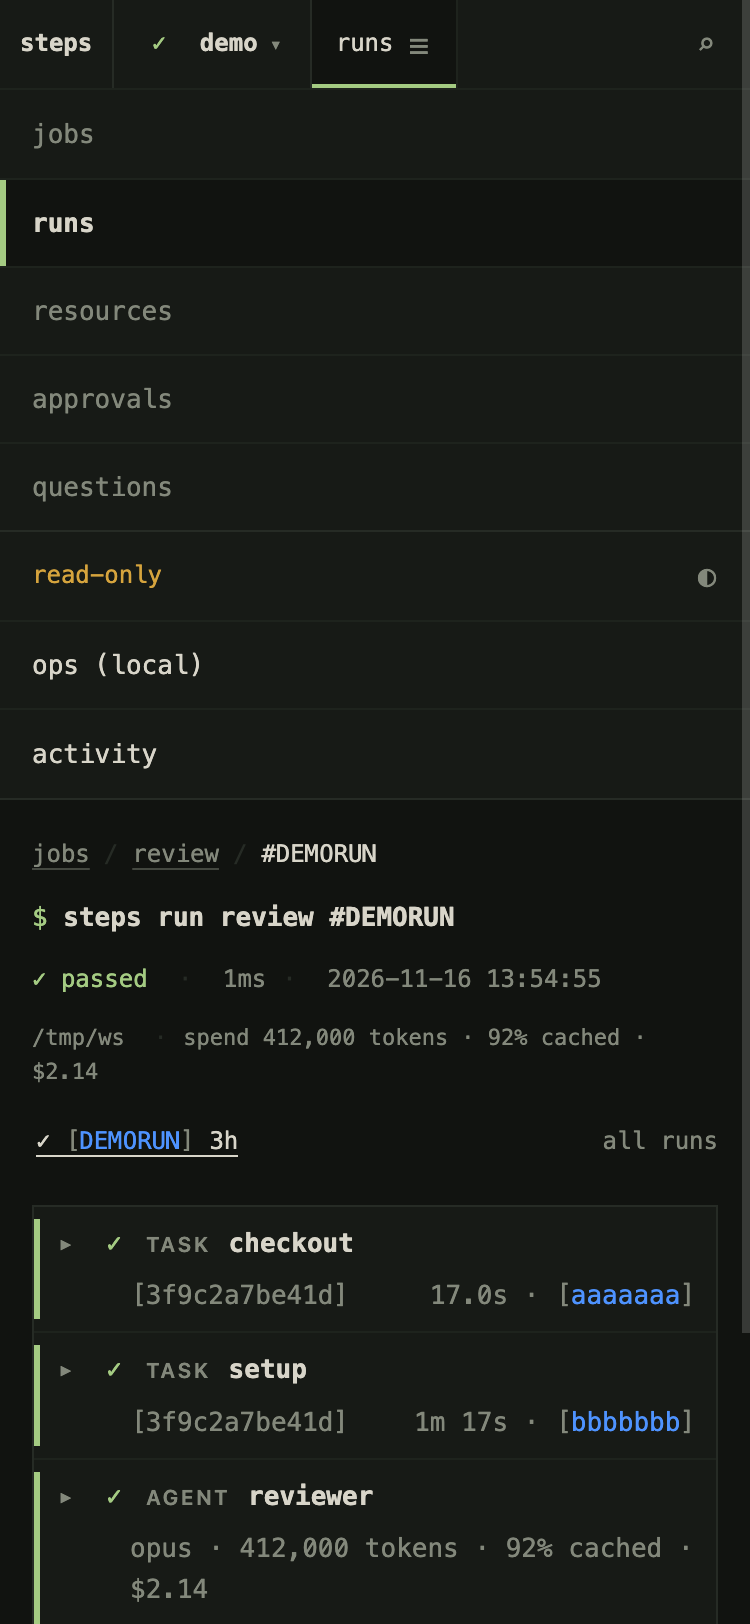 steps ✓ demo ▾ runs ☰ ⌕
jobs
runs
resources
approvals
questions
read-only ◐
ops (local)
activity
jobs / review / #DEMORUN
$ steps run review #DEMORUN
✓ passed · 1ms · 2026-11-16 13:54:55
/tmp/ws · spend 412,000 tokens · 92% cached ·
$2.14
✓ [DEMORUN] 3h all runs
▸ ✓ TASK checkout
[3f9c2a7be41d] 17.0s · [aaaaaaa]
▸ ✓ TASK setup
[3f9c2a7be41d] 1m 17s · [bbbbbbb]
▸ ✓ AGENT reviewer
opus · 412,000 tokens · 92% cached ·
$2.14